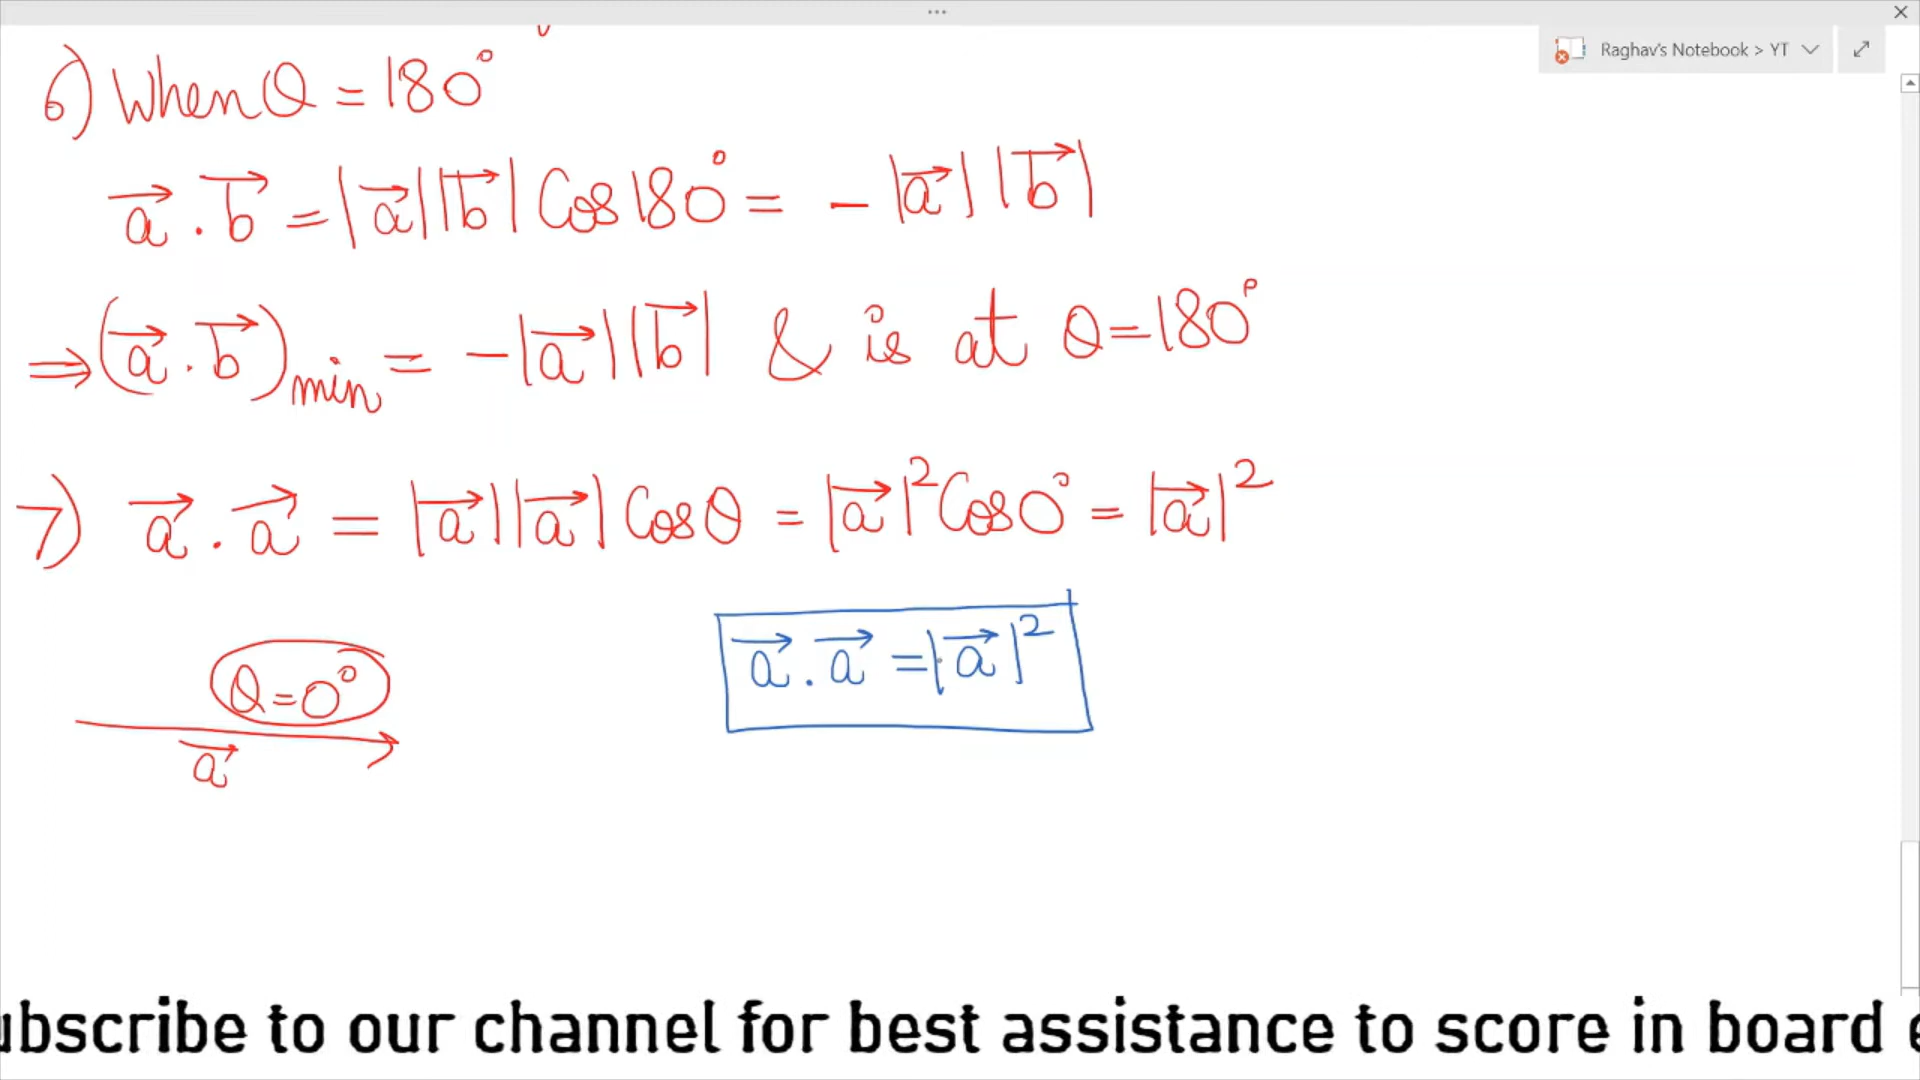 Raghav's Notebook > YT
6) When θ = 180°
a⃗ . b⃗ = |a⃗| |b⃗| Cos 180° = - |a⃗| |b⃗|
⇒ (a⃗ . b⃗)min = - |a⃗| |b⃗| & is at θ = 180°
7) a⃗ . a⃗ = |a⃗| |a⃗| Cos θ = |a⃗|² Cos 0° = |a⃗|²
a⃗ . a⃗ = |a⃗|²
θ = 0°
a⃗
ubscribe to our channel for best assistance to score in board